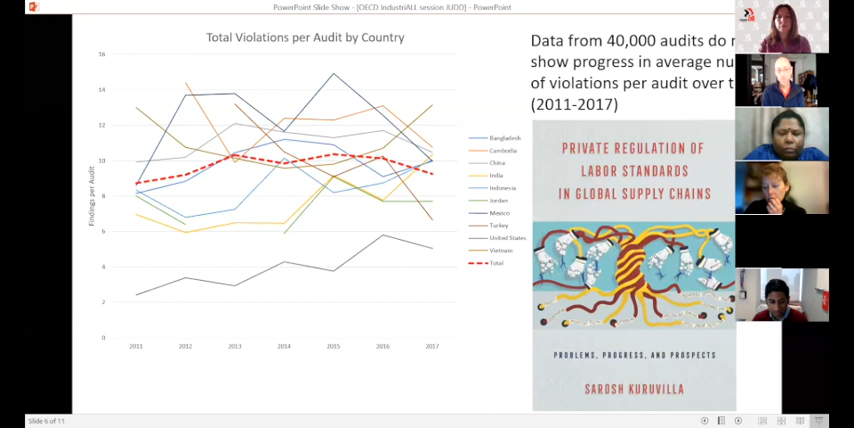 PowerPoint Slide Show - [OECD IndustriALL session JUDD] - PowerPoint
Total Violations per Audit by Country
Findings per Audit
16
14
12
10
8
6
4
2
0
2011
2012
2013
2014
2015
2016
2017
Bangladesh
Cambodia
China
India
Indonesia
Jordan
Mexico
Turkey
United States
Vietnam
Total
Data from 40,000 audits do
show progress in average
of violations per audit over
(2011-2017)
PRIVATE REGULATION OF
LABOR STANDARDS
IN GLOBAL SUPPLY CHAINS
PROBLEMS, PROGRESS, AND PROSPECTS
SAROSH KURUVILLA
Slide 6 of 11